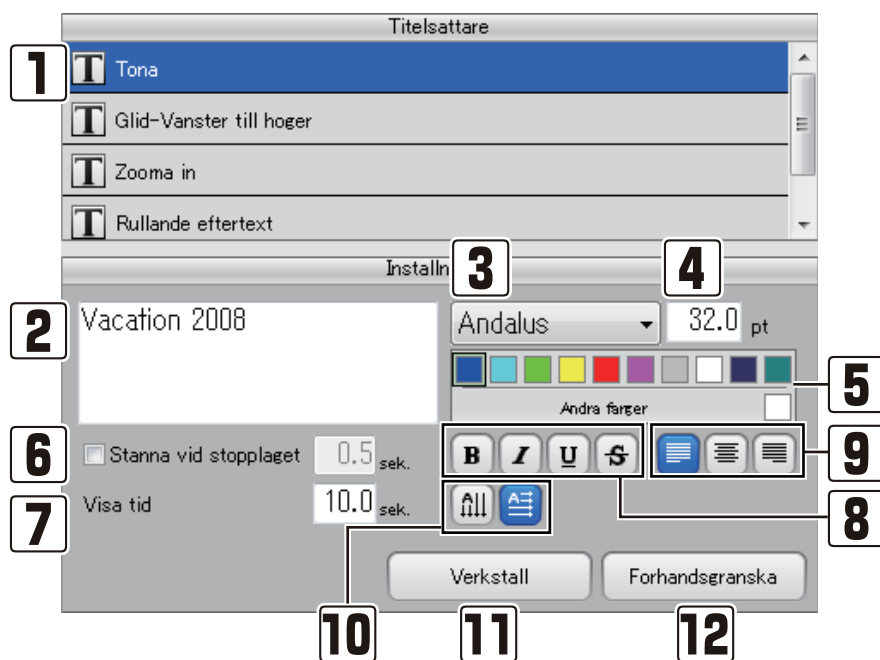 Titelsattare
1
T Tona
T Glid-Vanster till hoger
T Zooma in
T Rullande eftertext
Installn
3
4
2
Vacation 2008
Andalus
32.0 pt
5
Andra farger
6
Stanna vid stopplaget 0.5 sek.
B I U S
9
7
Visa tid 10.0 sek.
A A
8
Verkstall
Forhandsgranska
10
11
12